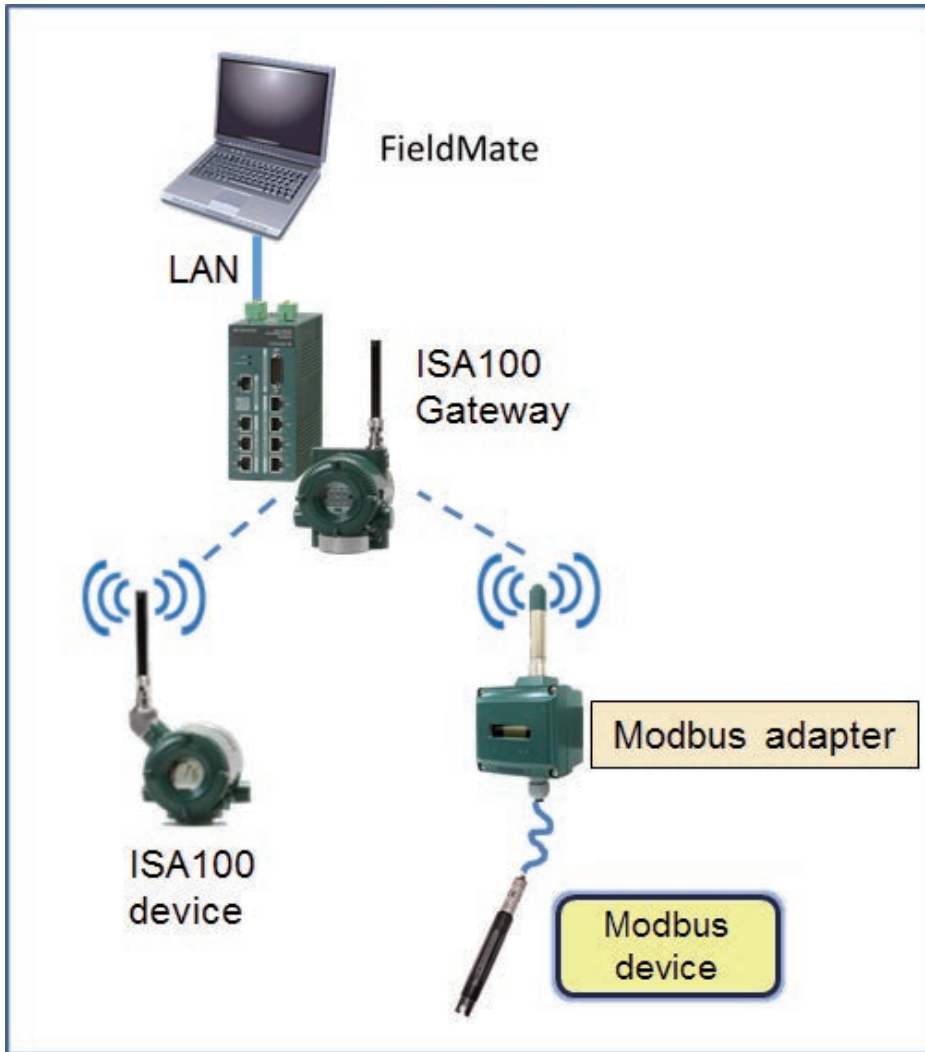 FieldMate
LAN
ISA100
Gateway
Modbus adapter
ISA100
device
Modbus
device